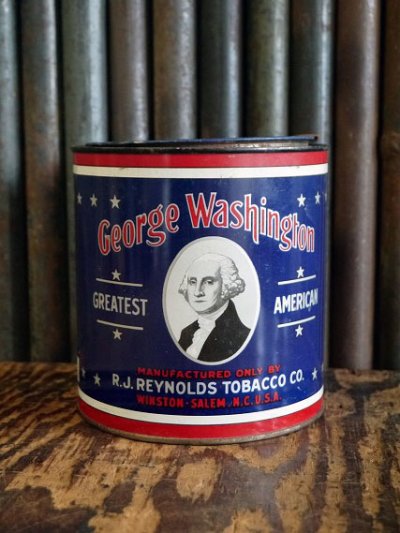 George Washington
GREATEST
AMERICAN
MANUFACTURED ONLY BY
R.J. REYNOLDS TOBACCO CO.
WINSTON-SALEM, N.C. U.S.A.